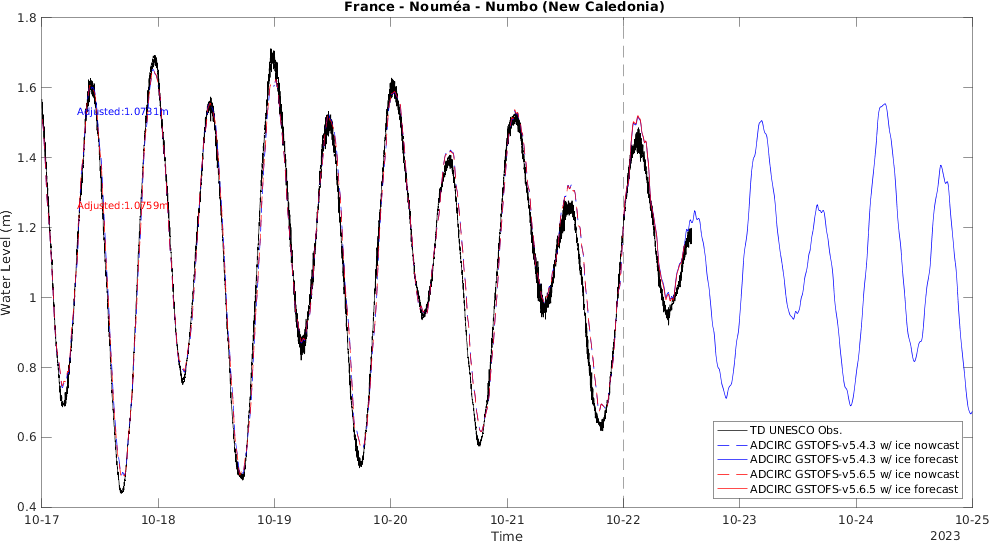 France - Nouméa - Numbo (New Caledonia)
1.8
1.6
1.4
1.2
1
0.8
0.6
0.4
Water Level (m)
Adjusted:1.0731m
Adjusted:1.0759m
TD UNESCO Obs.
ADCIRC GSTOFS-v5.4.3 w/ ice nowcast
ADCIRC GSTOFS-v5.4.3 w/ ice forecast
ADCIRC GSTOFS-v5.6.5 w/ ice nowcast
ADCIRC GSTOFS-v5.6.5 w/ ice forecast
10-17 10-18 10-19 10-20 10-21 10-22 10-23 10-24 10-25
Time
2023